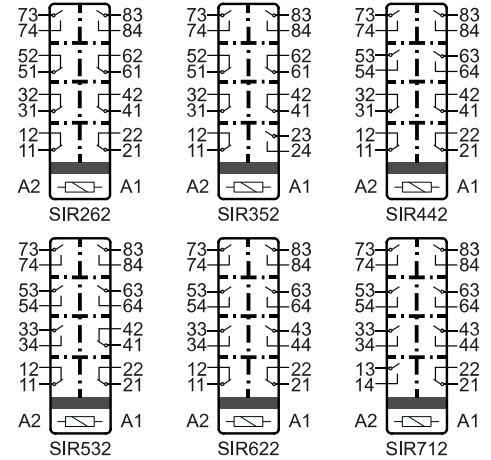 73 83 73 83 73 83
74 84 74 84 74 84
52 62 52 62 53 63
51 61 51 61 54 64
32 42 32 42 32 42
31 41 31 41 31 41
12 22 12 23 12 22
11 21 11 24 11 21
A2 A1 A2 A1 A2 A1
SIR262 SIR352 SIR442
73 83 73 83 73 83
74 84 74 84 74 84
53 63 53 63 53 63
54 64 54 64 54 64
33 42 33 43 33 43
34 41 34 44 34 44
12 22 12 22 13 22
11 21 11 21 14 21
A2 A1 A2 A1 A2 A1
SIR532 SIR622 SIR712